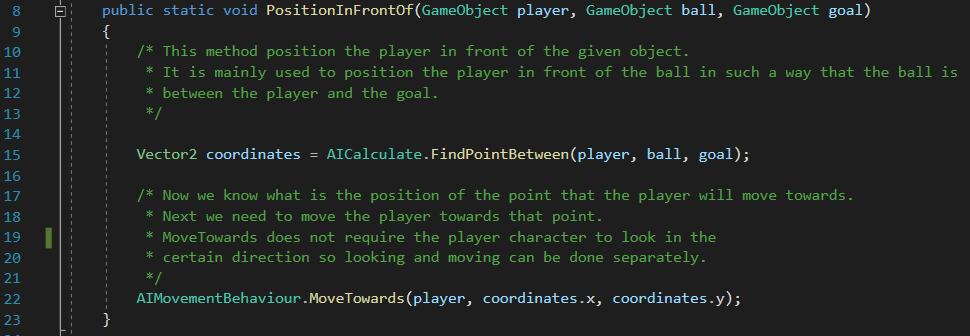 8 public static void PositionInFrontOf(GameObject player, GameObject ball, GameObject goal)
9 {
10 /* This method position the player in front of the given object.
11 * It is mainly used to position the player in front of the ball in such a way that the ball is
12 * between the player and the goal.
13 */
14
15 Vector2 coordinates = AICalculate.FindPointBetween(player, ball, goal);
16
17 /* Now we know what is the position of the point that the player will move towards.
18 * Next we need to move the player towards that point.
19 * MoveTowards does not require the player character to look in the
20 * certain direction so looking and moving can be done separately.
21 */
22 AIMovementBehaviour.MoveTowards(player, coordinates.x, coordinates.y);
23 }